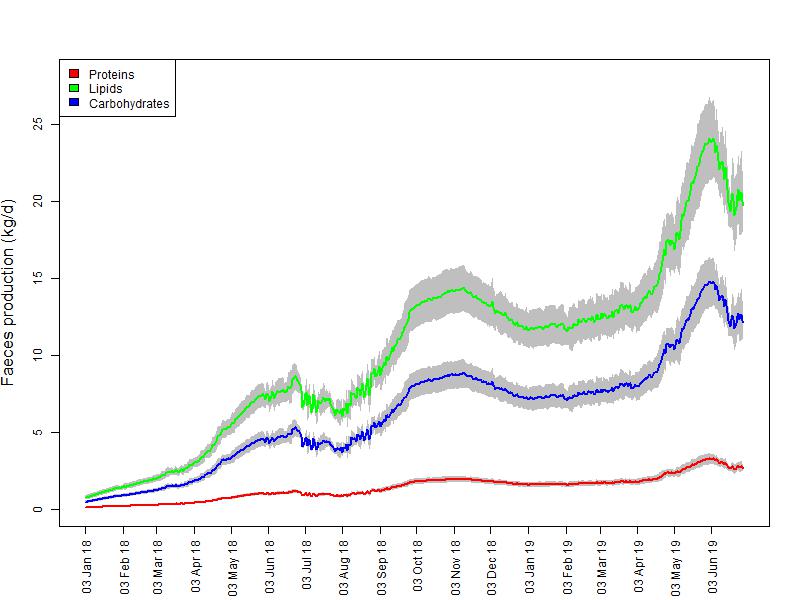 Proteins
Lipids
Carbohydrates
Faeces production (kg/d)
25
20
15
10
5
0
03 Jan 18
03 Feb 18
03 Mar 18
03 Apr 18
03 May 18
03 Jun 18
03 Jul 18
03 Aug 18
03 Sep 18
03 Oct 18
03 Nov 18
03 Dec 18
03 Jan 19
03 Feb 19
03 Mar 19
03 Apr 19
03 May 19
03 Jun 19